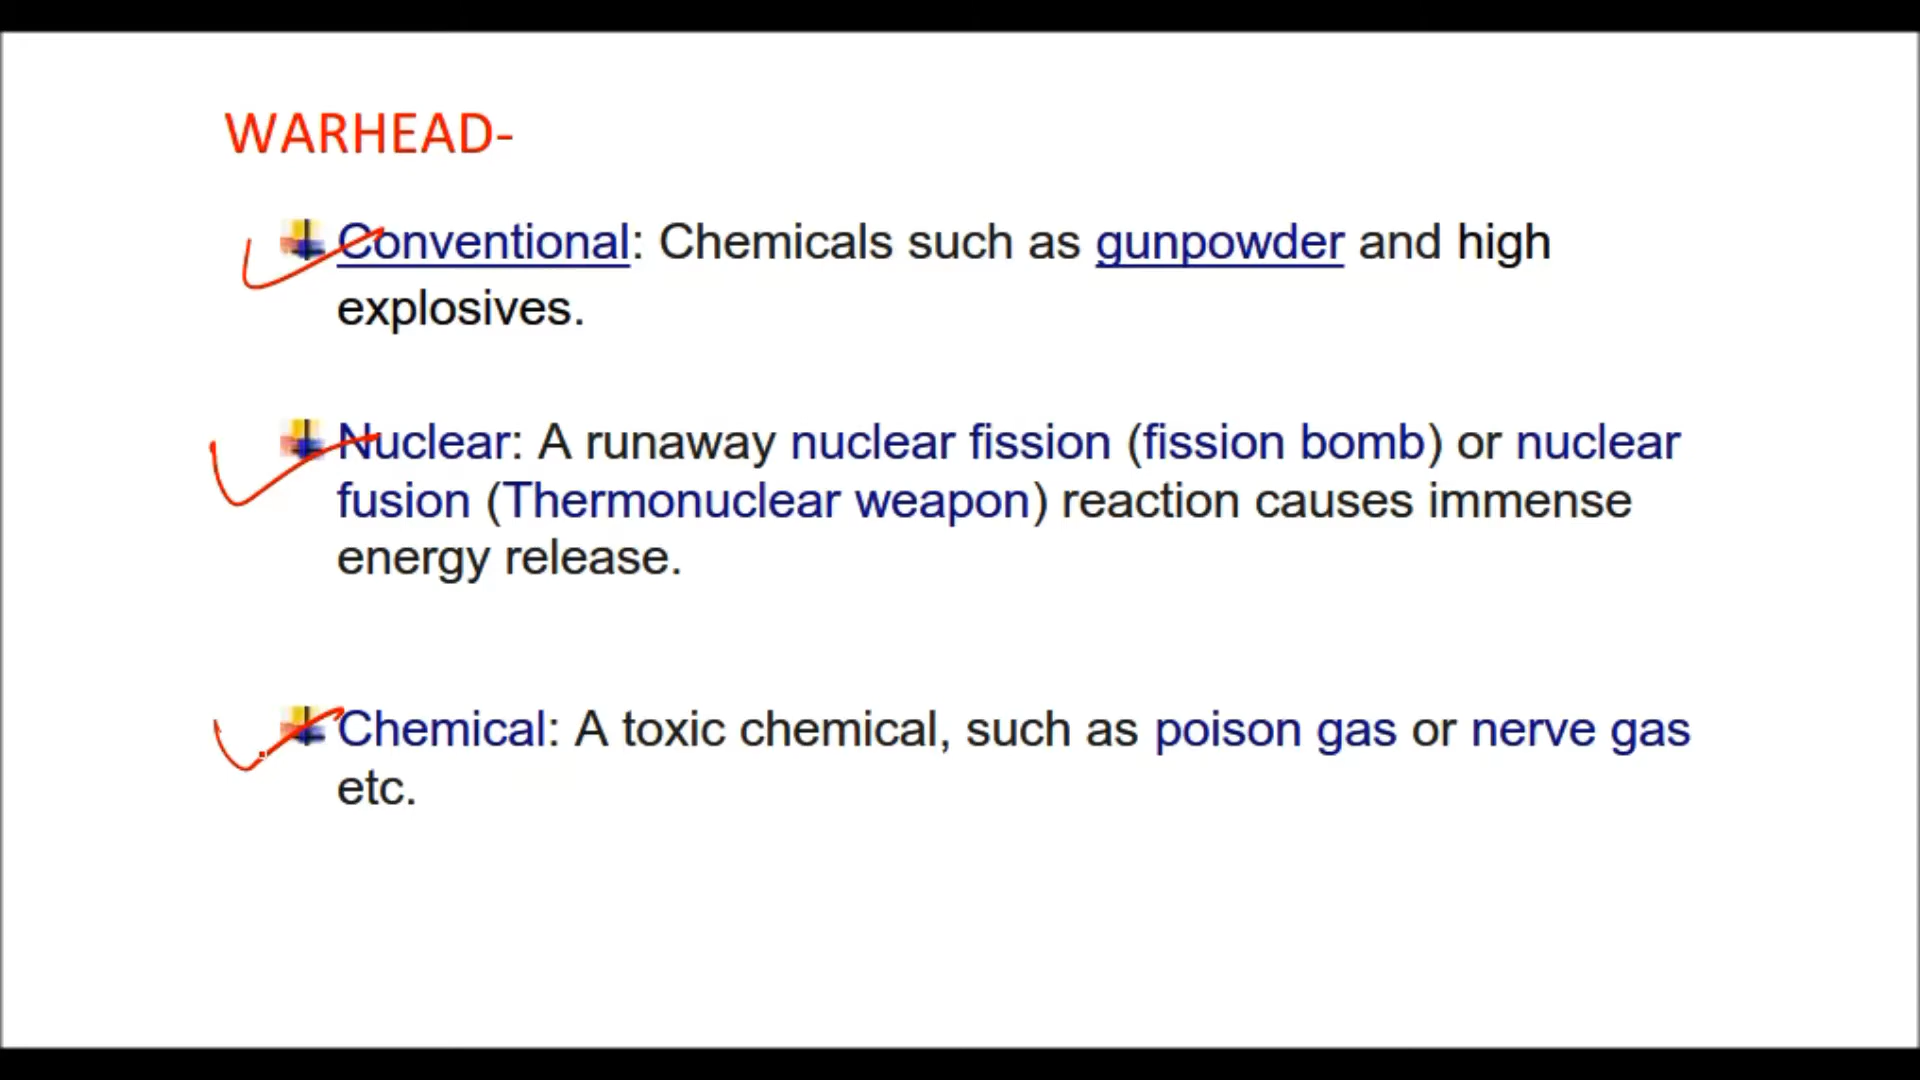 WARHEAD-
Conventional: Chemicals such as gunpowder and high
explosives.
Nuclear: A runaway nuclear fission (fission bomb) or nuclear
fusion (Thermonuclear weapon) reaction causes immense
energy release.
Chemical: A toxic chemical, such as poison gas or nerve gas
etc.